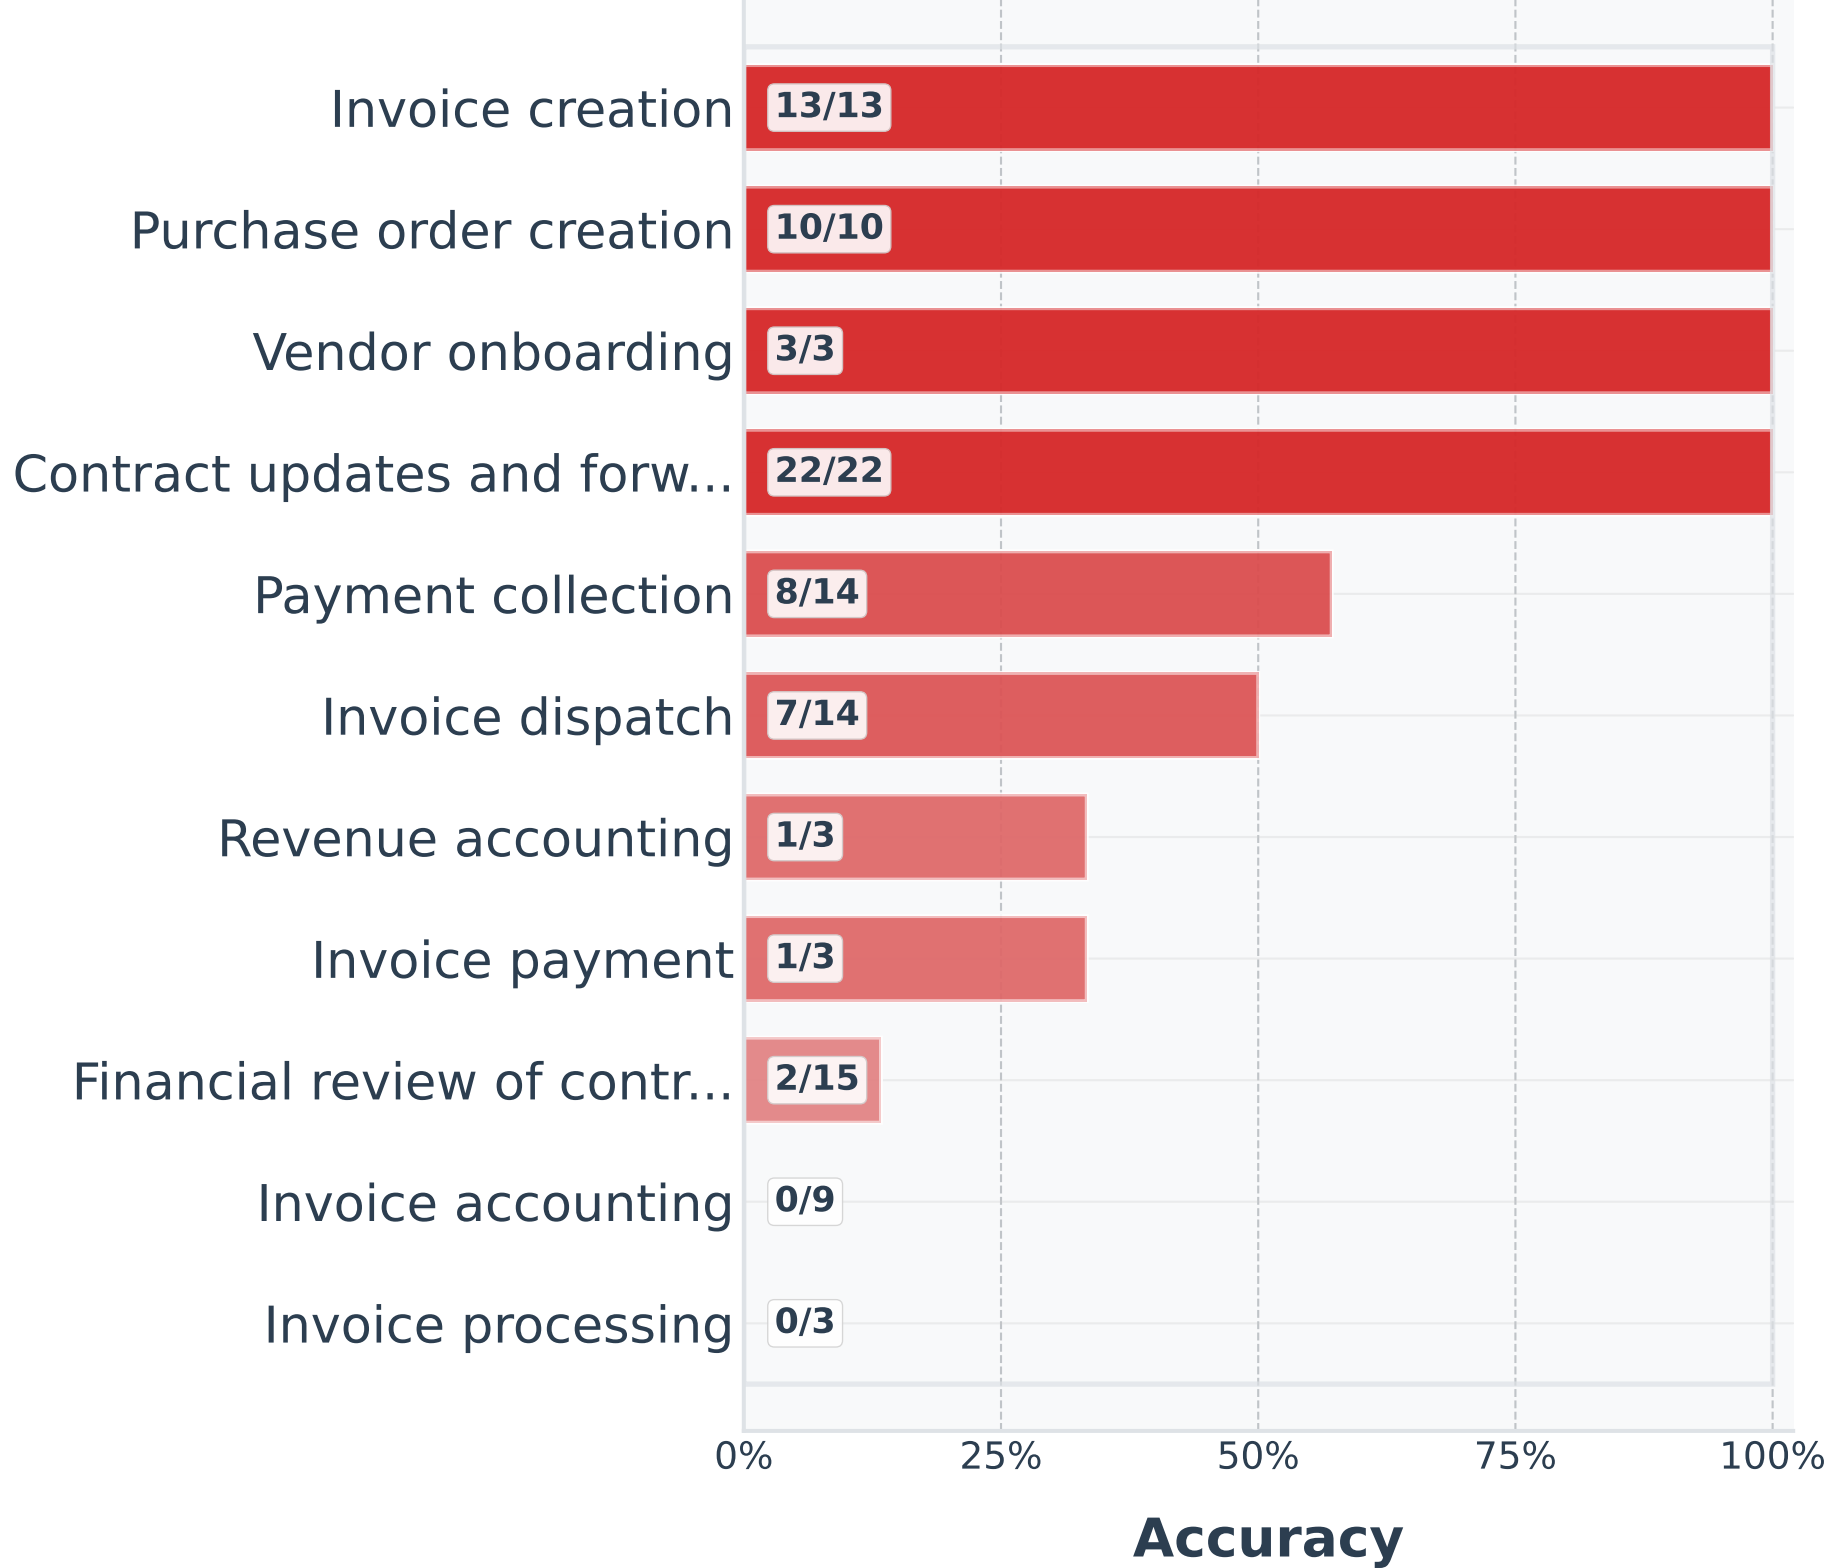 Invoice creation 13/13
Purchase order creation 10/10
Vendor onboarding 3/3
Contract updates and forw... 22/22
Payment collection 8/14
Invoice dispatch 7/14
Revenue accounting 1/3
Invoice payment 1/3
Financial review of contr... 2/15
Invoice accounting 0/9
Invoice processing 0/3
0% 25% 50% 75% 100%
Accuracy